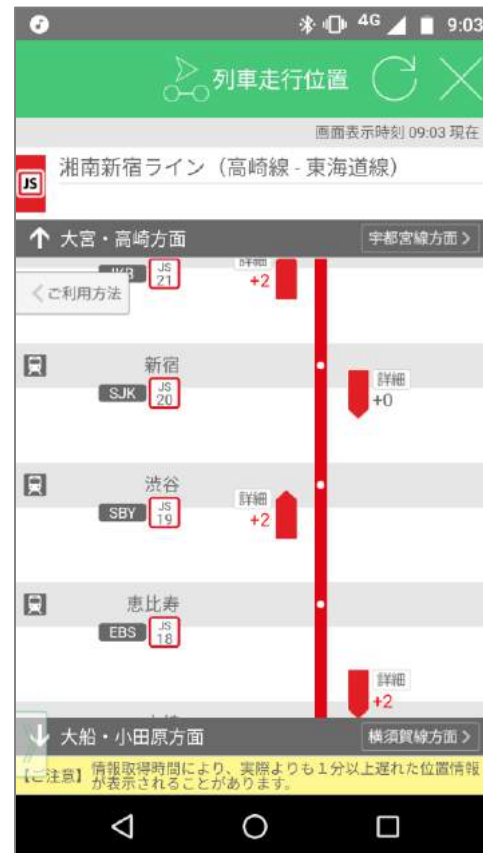 4G 9:03
列車走行位置
画面表示時刻 09:03 現在
JS 湘南新宿ライン（高崎線 - 東海道線）
↑ 大宮・高崎方面 宇都宮線方面 >
JS 21 詳細 +2
< ご利用方法
新宿
SJK JS 20 詳細 +0
渋谷
SBY JS 19 詳細 +2
恵比寿
EBS JS 18
詳細 +2
↓ 大船・小田原方面 横須賀線方面 >
【ご注意】 情報取得時間により、実際よりも１分以上遅れた位置情報
が表示されることがあります。